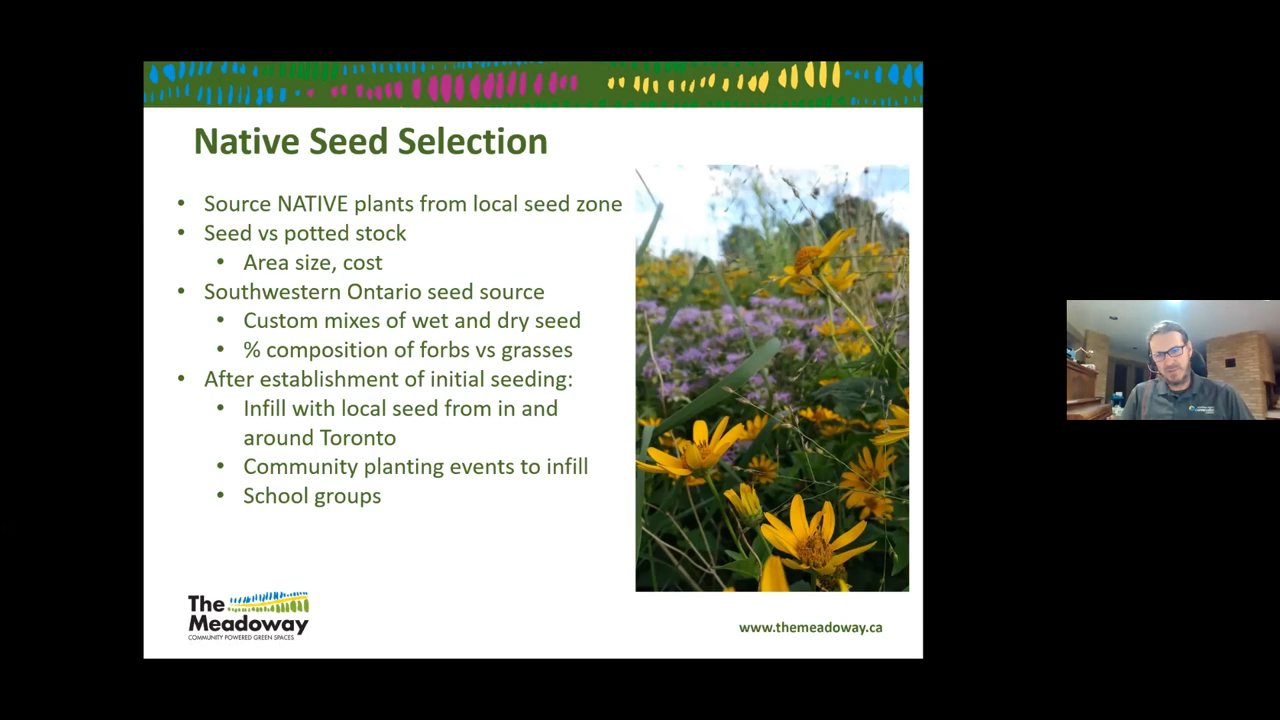 Native Seed Selection
• Source NATIVE plants from local seed zone
• Seed vs potted stock
• Area size, cost
• Southwestern Ontario seed source
• Custom mixes of wet and dry seed
• % composition of forbs vs grasses
• After establishment of initial seeding:
• Infill with local seed from in and
around Toronto
• Community planting events to infill
• School groups
The
Meadoway
COMMUNITY POWERED GREEN SPACES
www.themeadoway.ca